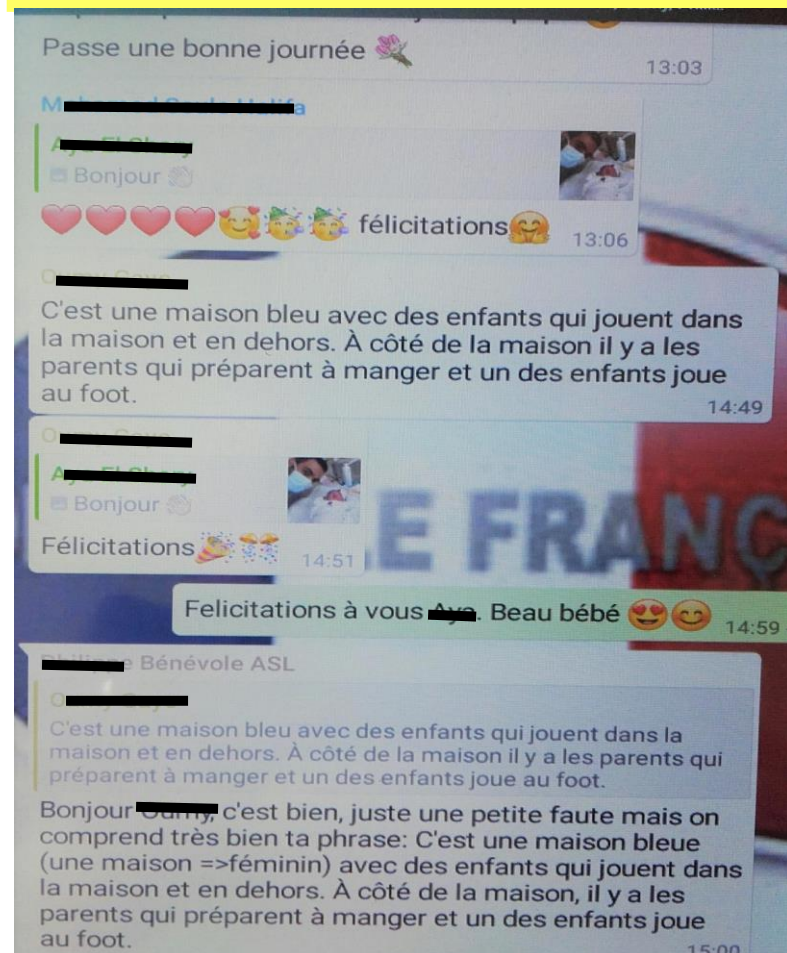 Passe une bonne journée
13:03
Bonjour
félicitations
13:06
C'est une maison bleu avec des enfants qui jouent dans
la maison et en dehors. À côté de la maison il y a les
parents qui préparent à manger et un des enfants joue
au foot.
14:49
Bonjour
Félicitations
14:51
LE FRANÇ
Felicitations à vous . Beau bébé
14:59
Bénévole ASL
C'est une maison bleu avec des enfants qui jouent dans la
maison et en dehors. À côté de la maison il y a les parents qui
préparent à manger et un des enfants joue au foot.
Bonjour , c'est bien, juste une petite faute mais on
comprend très bien ta phrase: C'est une maison bleue
(une maison =>féminin) avec des enfants qui jouent dans
la maison et en dehors. À côté de la maison, il y a les
parents qui préparent à manger et un des enfants joue
au foot.
15:00